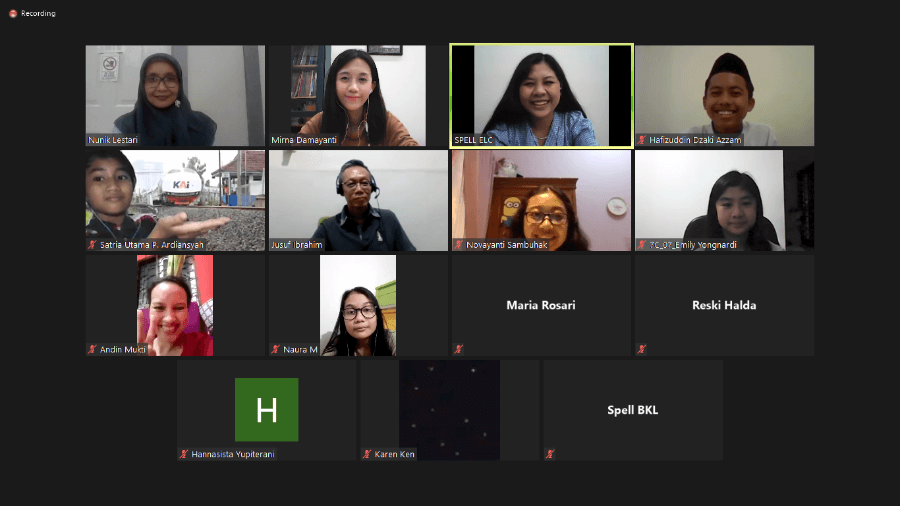 Recording
Nunik Lestari
Mirna Damayanti
SPELL ELC
Hafizuddin Dzaki Azzam
KAI
Satria Utama P. Ardiansyah
Jusuf Ibrahim
Novayanti Sambuhak
7C_07_Emily Yongnardi
Andin Mukti
Naura M
Maria Rosari
Reski Halda
H
Hannasista Yupiterani
Karen Ken
Spell BKL